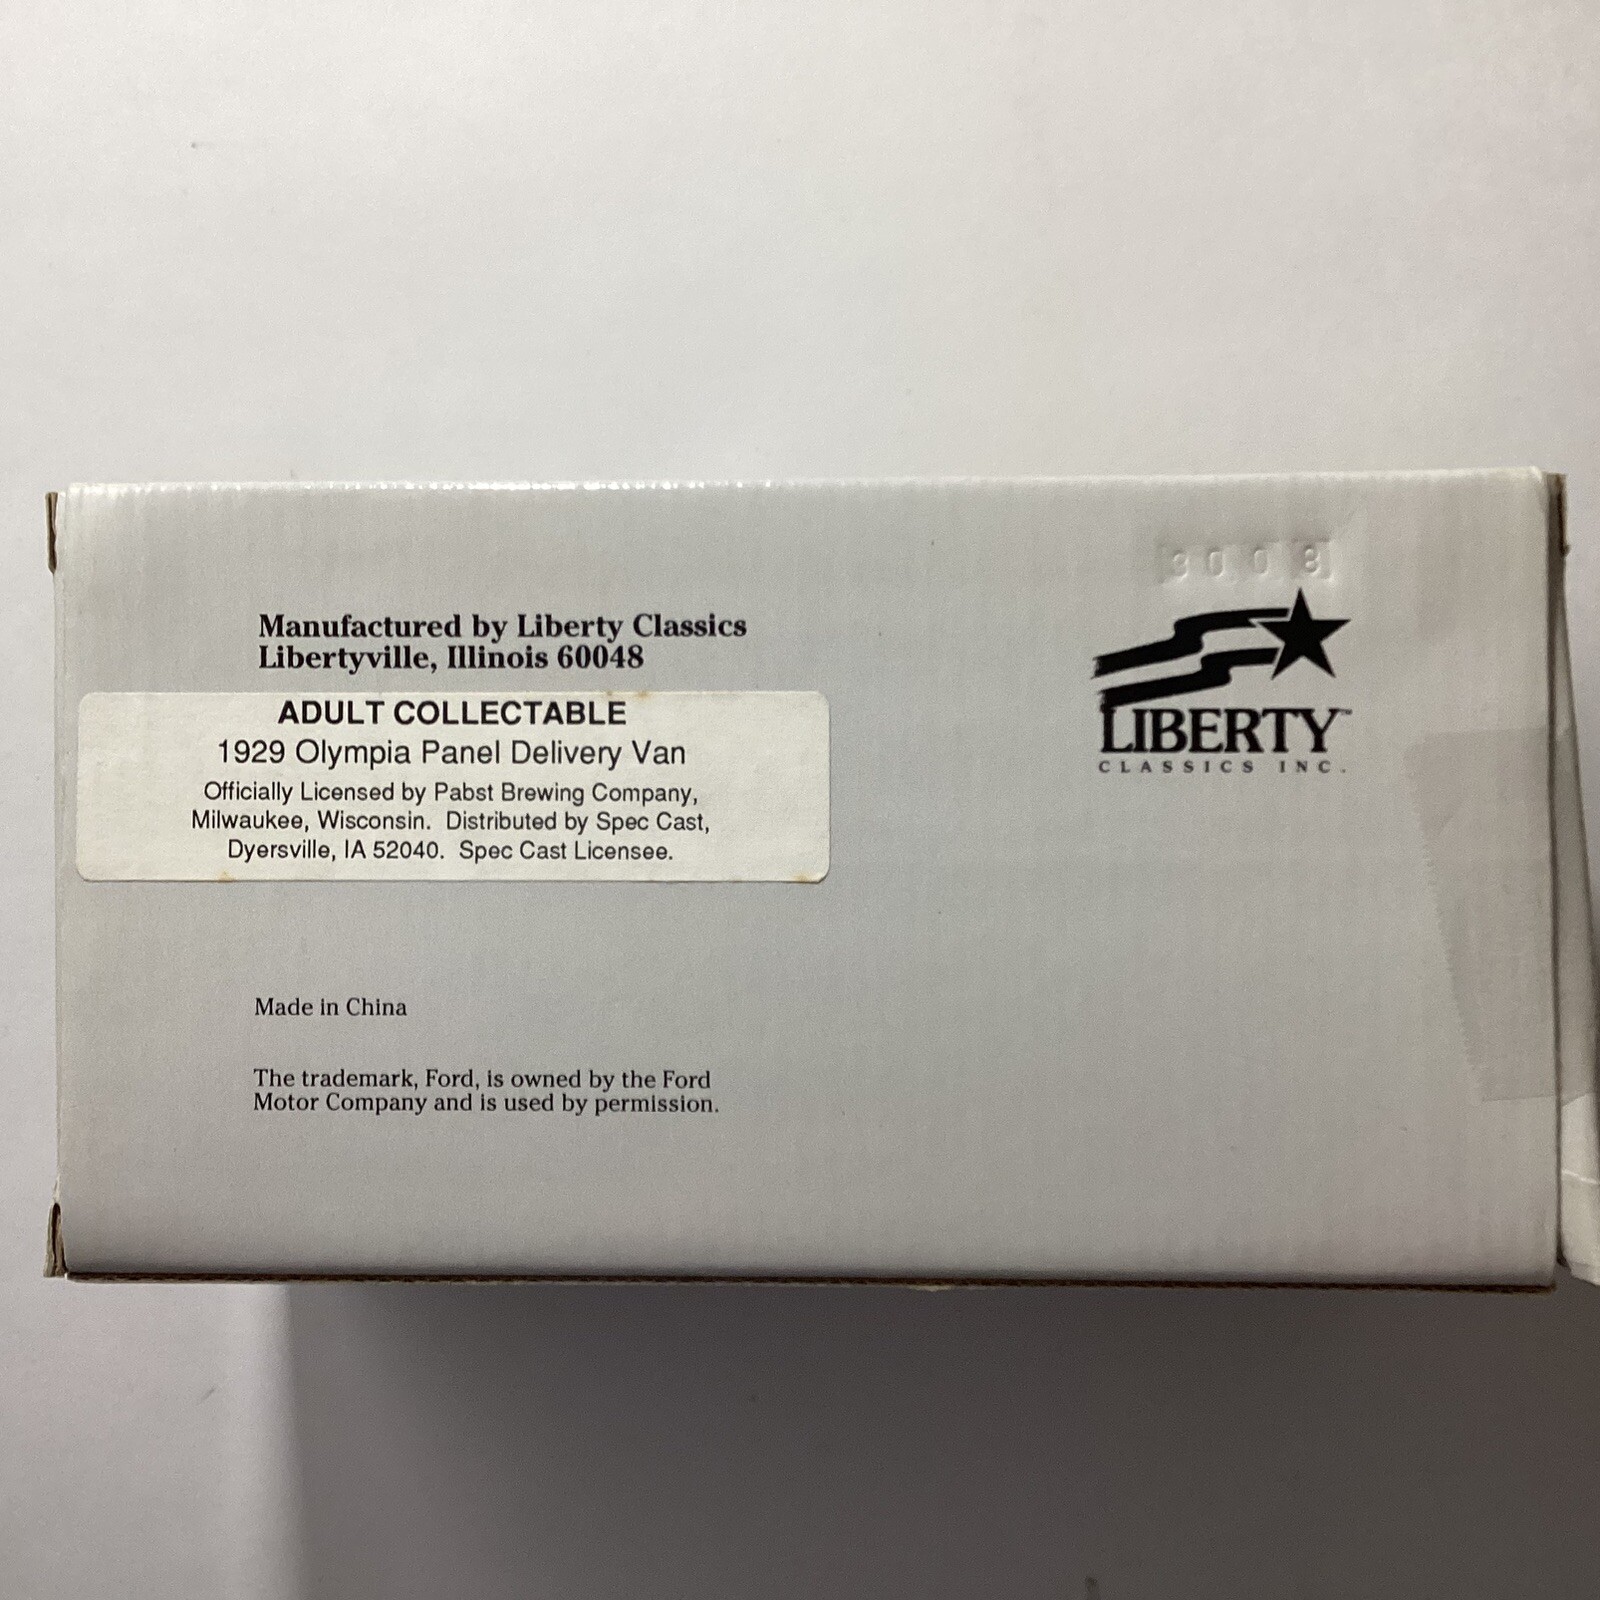 3008
Manufactured by Liberty Classics
Libertyville, Illinois 60048
LIBERTY™
CLASSICS INC.
ADULT COLLECTABLE
1929 Olympia Panel Delivery Van
Officially Licensed by Pabst Brewing Company,
Milwaukee, Wisconsin. Distributed by Spec Cast,
Dyersville, IA 52040. Spec Cast Licensee.
Made in China
The trademark, Ford, is owned by the Ford
Motor Company and is used by permission.